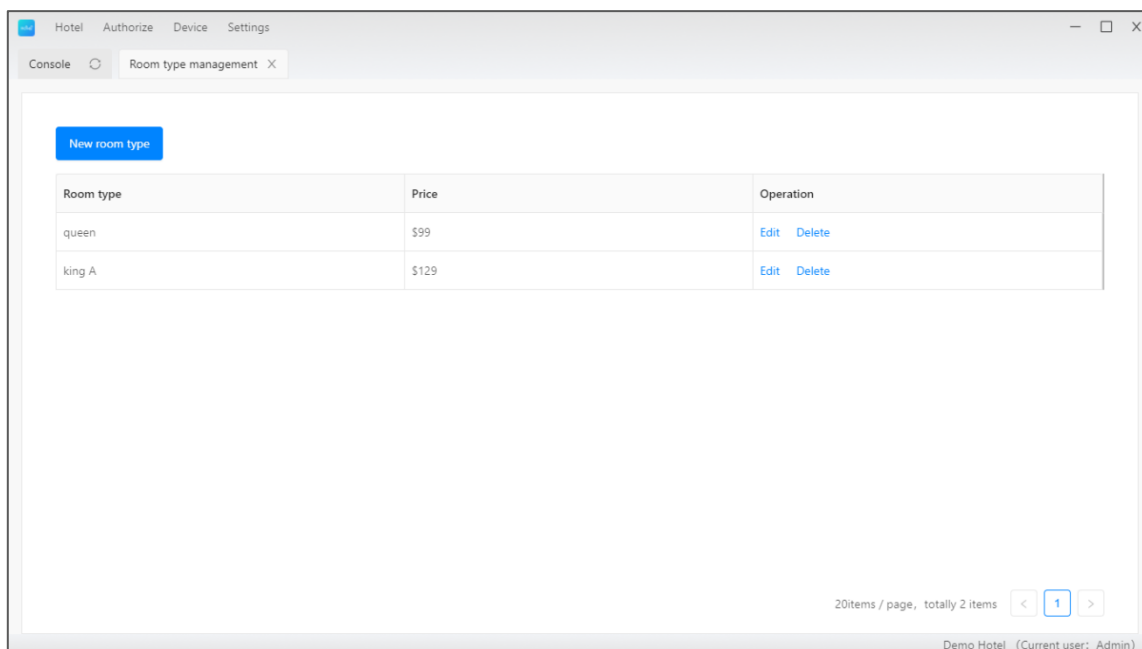 Hotel Authorize Device Settings
Console Room type management X
New room type
Room type Price Operation
queen $99 Edit Delete
king A $129 Edit Delete
20items / page, totally 2 items < 1 >
Demo Hotel (Current user: Admin)